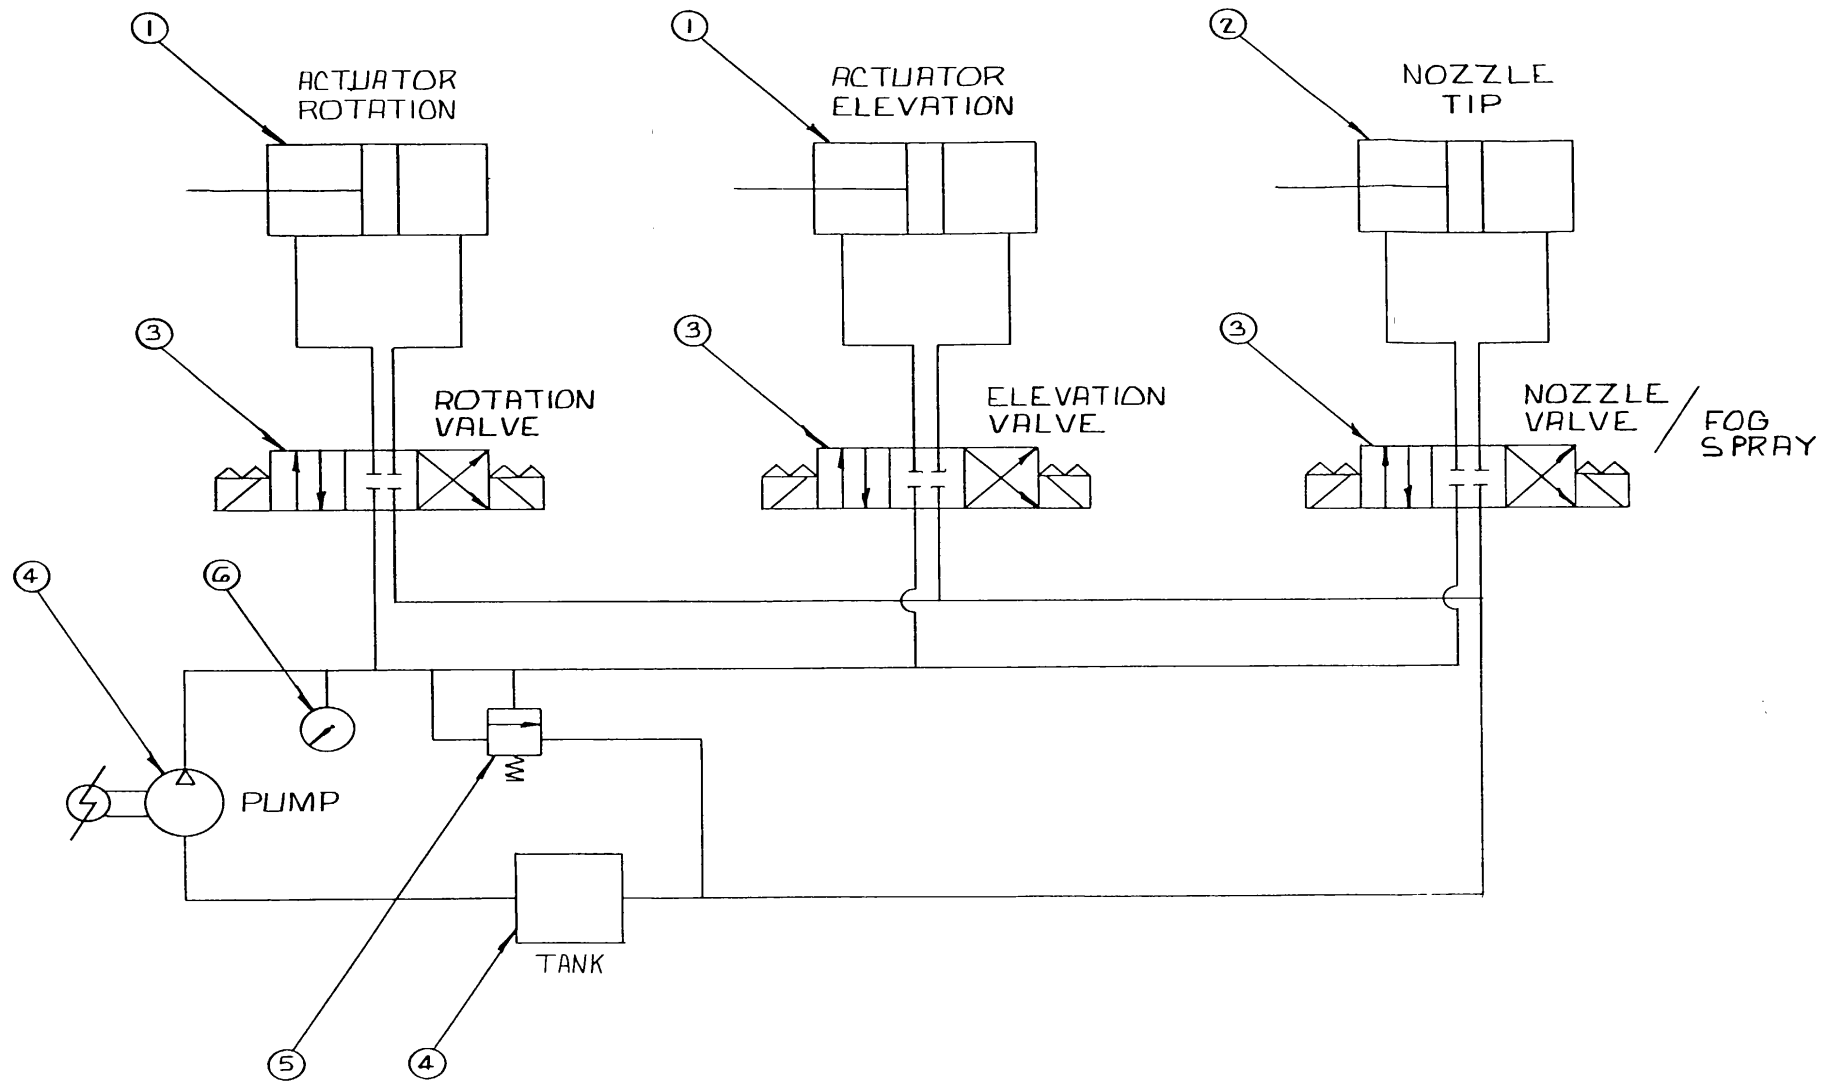 1
1
2
ACTUATOR
ROTATION
ACTUATOR
ELEVATION
NOZZLE
TIP
3
3
3
ROTATION
VALVE
ELEVATION
VALVE
NOZZLE
VALVE / FOG
SPRAY
4
6
PUMP
TANK
5
4